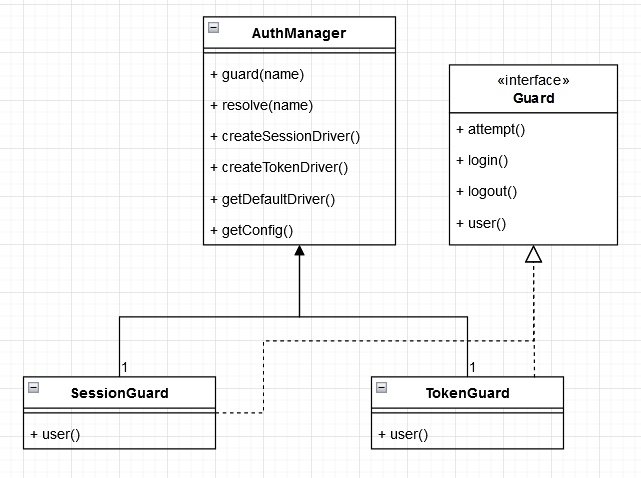 AuthManager
+ guard(name)
+ resolve(name)
+ createSessionDriver()
+ createTokenDriver()
+ getDefaultDriver()
+ getConfig()
«interface»
Guard
+ attempt()
+ login()
+ logout()
+ user()
1
1
SessionGuard
+ user()
TokenGuard
+ user()